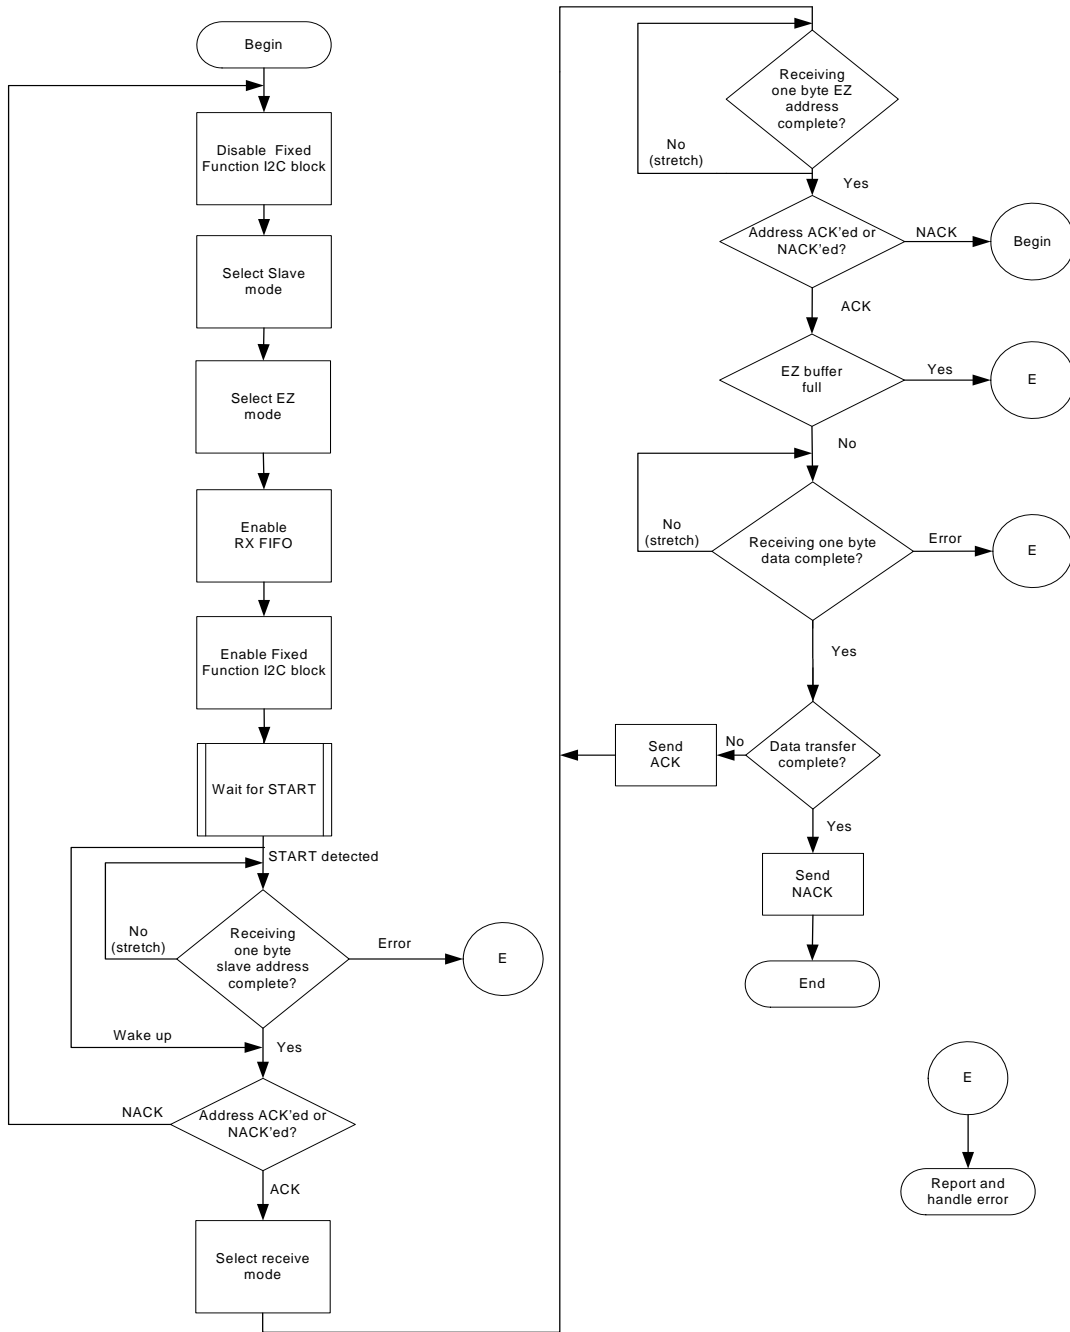 Begin
Disable Fixed
Function I2C block
Select Slave
mode
Select EZ
mode
Enable
RX FIFO
Enable Fixed
Function I2C block
Wait for START
START detected
No
(stretch)
Receiving
one byte
slave address
complete?
Error
E
Wake up
Yes
NACK
Address ACK'ed or
NACK'ed?
ACK
Select receive
mode
Receiving
one byte EZ
address
complete?
No
(stretch)
Yes
Address ACK'ed or
NACK'ed?
NACK
Begin
ACK
EZ buffer
full
Yes
E
No
No
(stretch)
Receiving one byte
data complete?
Error
E
Yes
Data transfer
complete?
No
Send
ACK
Yes
Send
NACK
End
E
Report and
handle error